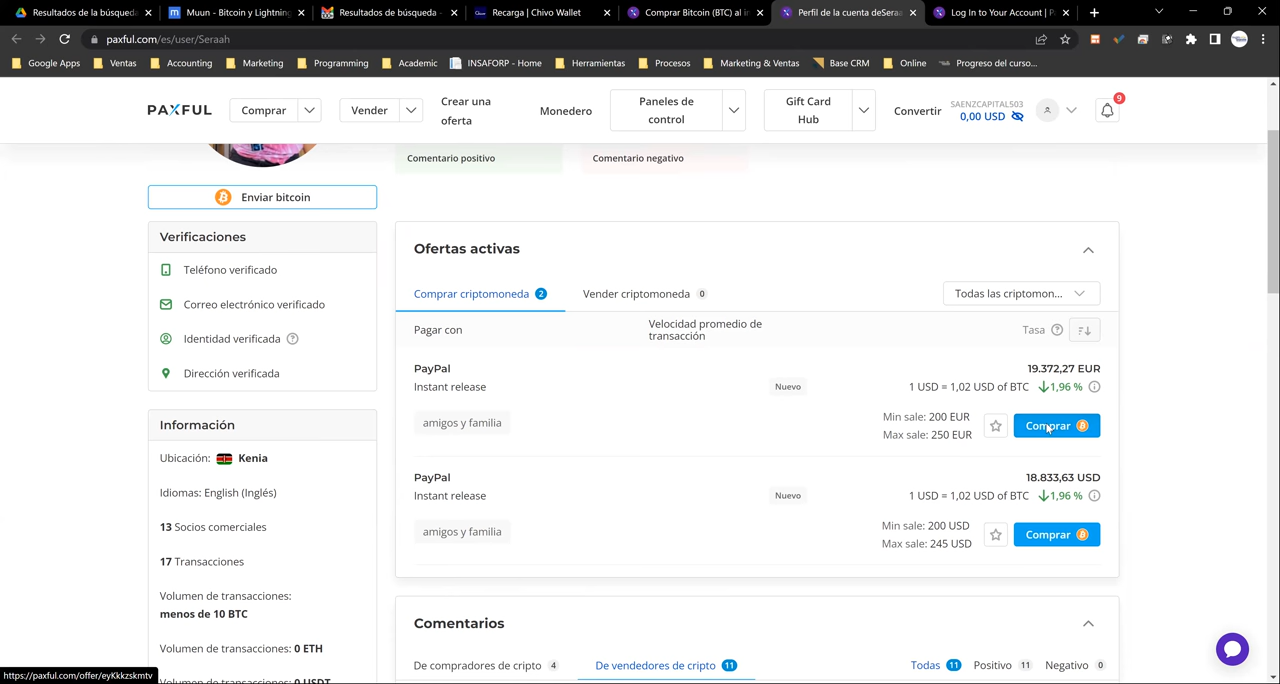 Resultados de la búsqueda
Muun - Bitcoin y Lightning
Resultados de búsqueda -
Recarga | Chivo Wallet
Comprar Bitcoin (BTC) al i
Perfil de la cuenta deSeraa
Log In to Your Account | Pa
paxful.com/es/user/Seraah
Google Apps
Ventas
Accounting
Marketing
Programming
Academic
INSAFORP - Home
Herramientas
Procesos
Marketing & Ventas
Base CRM
Online
Progreso del curso...
PAXFUL
Comprar
Vender
Crear una
oferta
Monedero
Paneles de
control
Gift Card
Hub
Convertir
SAENZCAPITAL503
0,00 USD
9
Comentario positivo
Comentario negativo
Enviar bitcoin
Verificaciones
Teléfono verificado
Correo electrónico verificado
Identidad verificada
Dirección verificada
Información
Ubicación: Kenia
Idiomas: English (Inglés)
13 Socios comerciales
17 Transacciones
Volumen de transacciones:
menos de 10 BTC
Volumen de transacciones: 0 ETH
Volumen de transacciones: 0 USDT
Ofertas activas
Comprar criptomoneda 2
Vender criptomoneda 0
Todas las criptomon...
Pagar con
Velocidad promedio de
transacción
Tasa
PayPal
19.372,27 EUR
Instant release
Nuevo
1 USD = 1,02 USD of BTC
1,96 %
amigos y familia
Min sale: 200 EUR
Max sale: 250 EUR
Comprar
PayPal
18.833,63 USD
Instant release
Nuevo
1 USD = 1,02 USD of BTC
1,96 %
amigos y familia
Min sale: 200 USD
Max sale: 245 USD
Comprar
Comentarios
De compradores de cripto 4
De vendedores de cripto 11
Todas 11
Positivo 11
Negativo 0
https://paxful.com/offer/eyKkkzskmtv